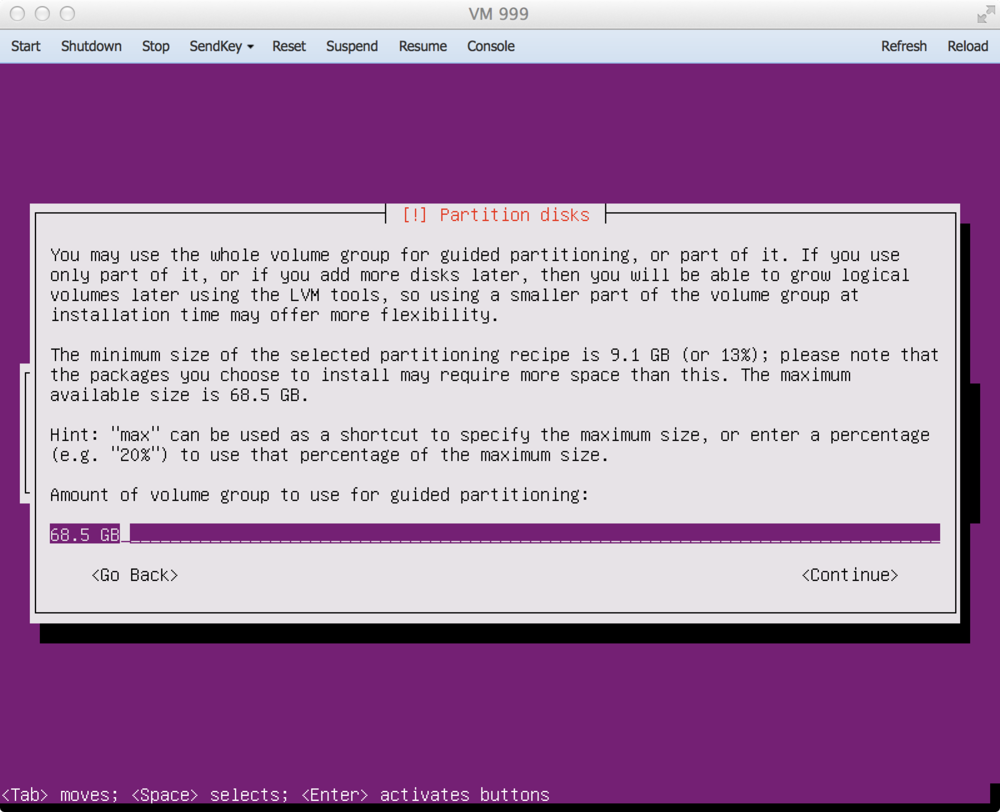 VM 999
Start Shutdown Stop SendKey Reset Suspend Resume Console Refresh Reload
[!] Partition disks
You may use the whole volume group for guided partitioning, or part of it. If you use
only part of it, or if you add more disks later, then you will be able to grow logical
volumes later using the LVM tools, so using a smaller part of the volume group at
installation time may offer more flexibility.
The minimum size of the selected partitioning recipe is 9.1 GB (or 13%); please note that
the packages you choose to install may require more space than this. The maximum
available size is 68.5 GB.
Hint: "max" can be used as a shortcut to specify the maximum size, or enter a percentage
(e.g. "20%") to use that percentage of the maximum size.
Amount of volume group to use for guided partitioning:
68.5 GB
<Go Back> <Continue>
<Tab> moves; <Space> selects; <Enter> activates buttons